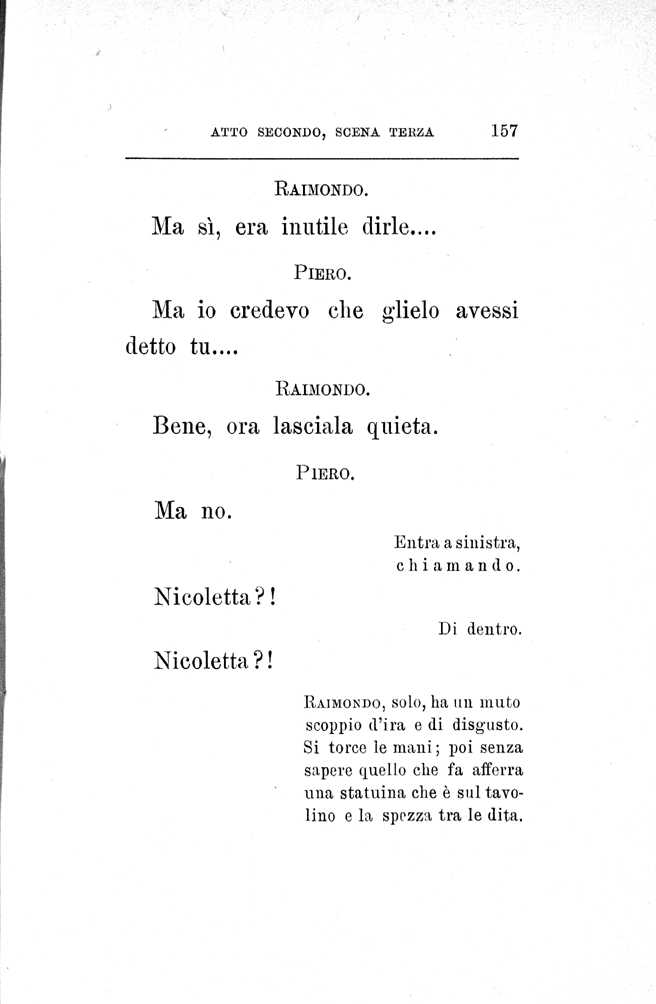 ATTO SECONDO, SCENA TERZA 157
RAIMONDO.
Ma sì, era inutile dirle....
PIERO.
Ma io credevo che glielo avessi
detto tu....
RAIMONDO.
Bene, ora lasciala quieta.
PIERO.
Ma no.
Entra a sinistra,
chiamando.
Nicoletta?!
Di dentro.
Nicoletta?!
RAIMONDO, solo, ha un muto
scoppio d'ira e di disgusto.
Si torce le mani; poi senza
sapere quello che fa afferra
una statuina che è sul tavo-
lino e la spezza tra le dita.